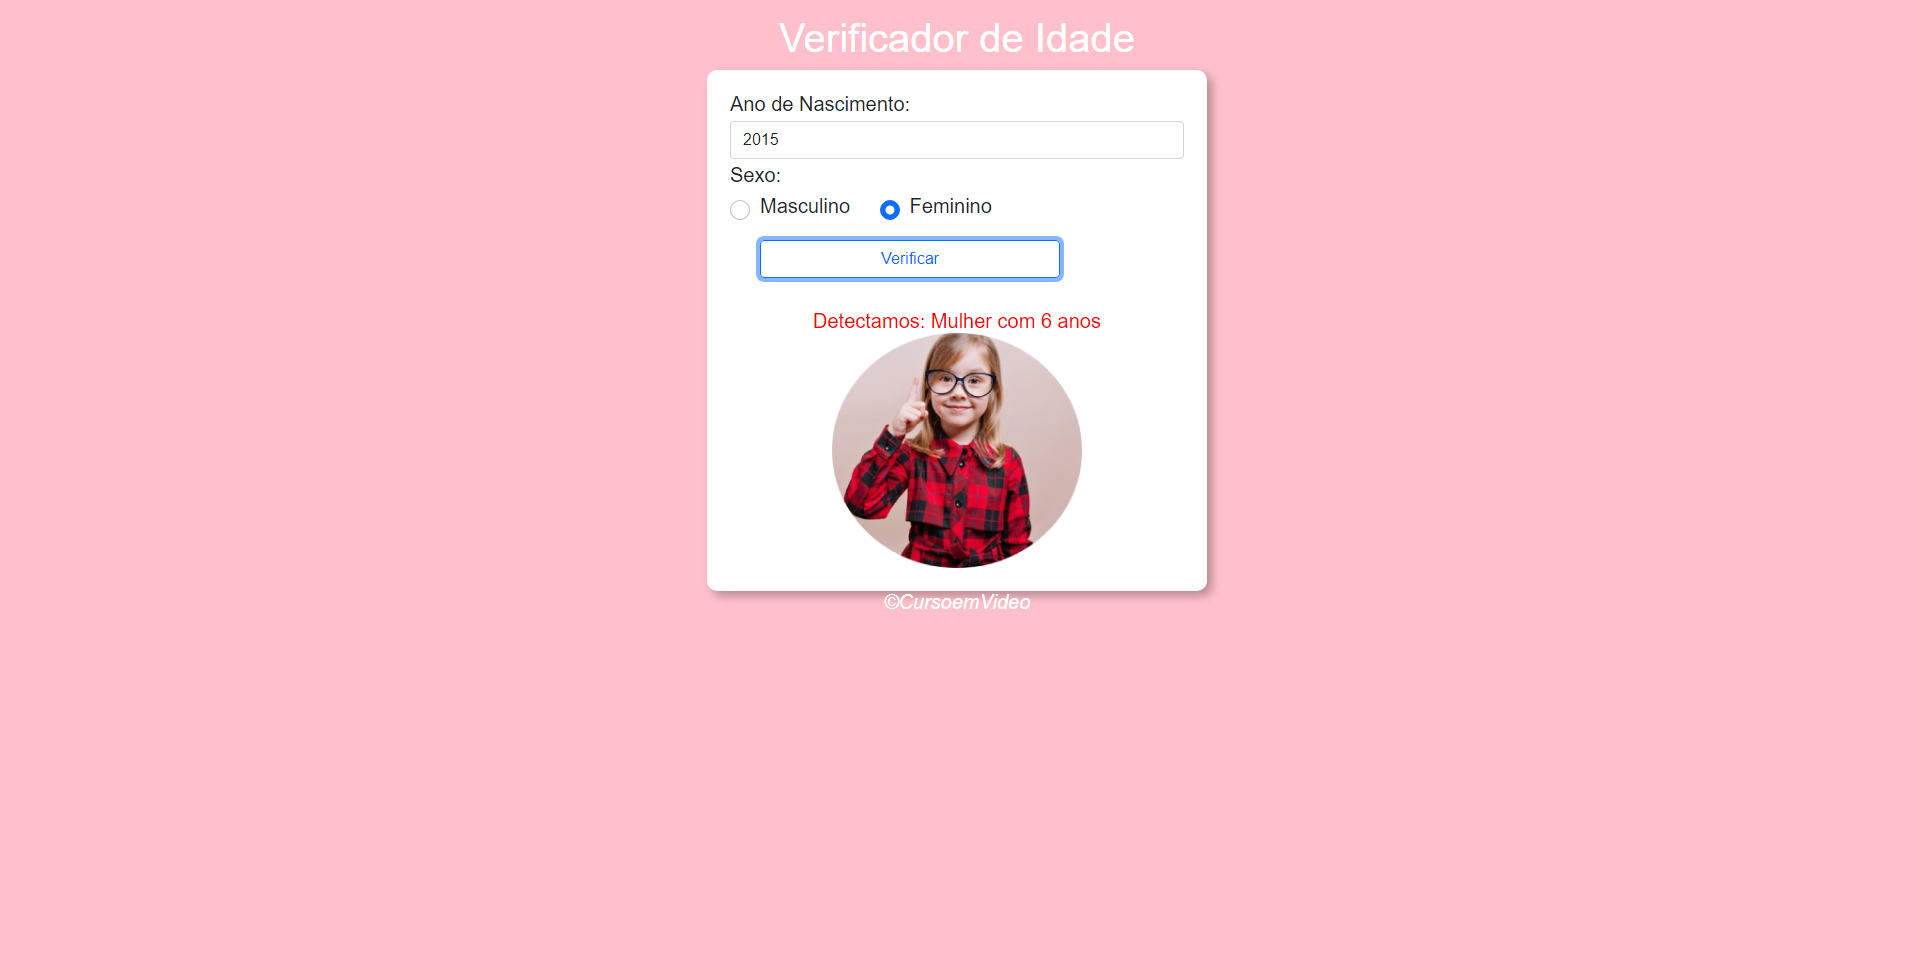 Verificador de Idade
Ano de Nascimento:
2015
Sexo:
Masculino Feminino
Verificar
Detectamos: Mulher com 6 anos
©CursoemVideo